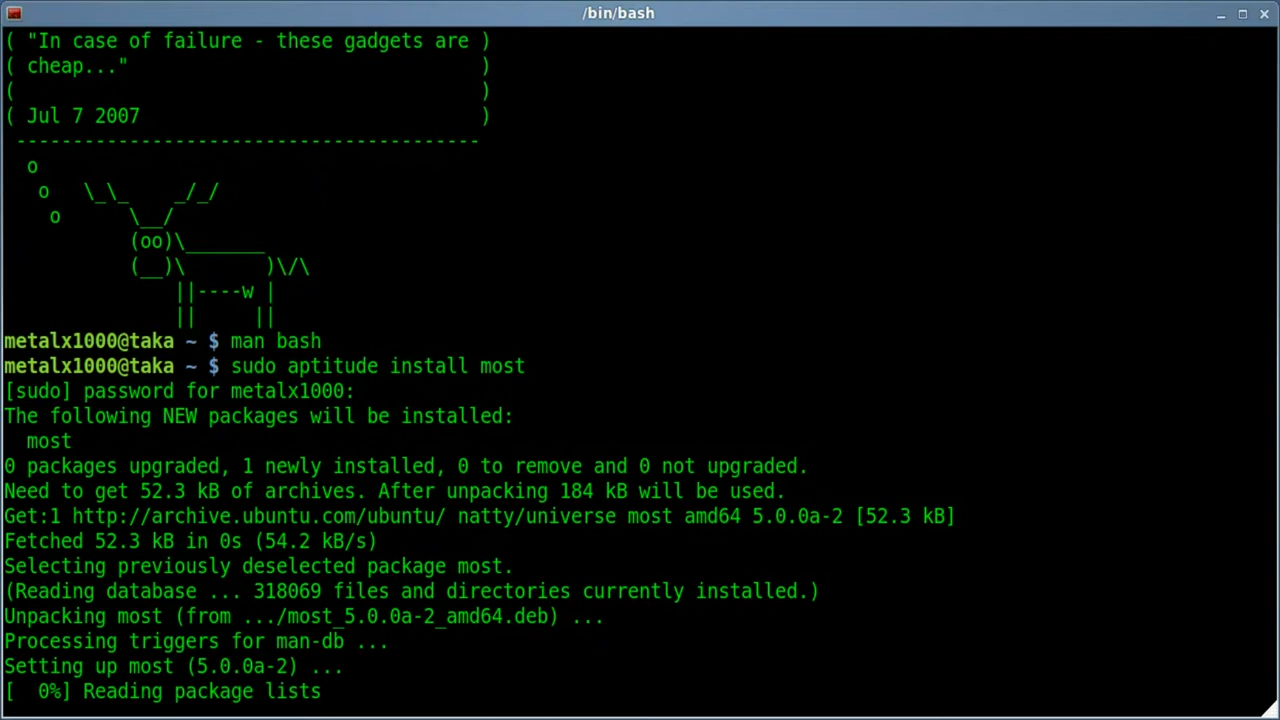 /bin/bash
( "In case of failure - these gadgets are )
( cheap..."                                )
(                                          )
( Jul 7 2007                               )
 -----------------------------------------
  o
   o   \_\_    _/_/
    o      \__/
           (oo)\_______
           (__)\       )\/\
               ||----w |
               ||     ||
metalx1000@taka ~ $ man bash
metalx1000@taka ~ $ sudo aptitude install most
[sudo] password for metalx1000:
The following NEW packages will be installed:
  most
0 packages upgraded, 1 newly installed, 0 to remove and 0 not upgraded.
Need to get 52.3 kB of archives. After unpacking 184 kB will be used.
Get:1 http://archive.ubuntu.com/ubuntu/ natty/universe most amd64 5.0.0a-2 [52.3 kB]
Fetched 52.3 kB in 0s (54.2 kB/s)
Selecting previously deselected package most.
(Reading database ... 318069 files and directories currently installed.)
Unpacking most (from .../most_5.0.0a-2_amd64.deb) ...
Processing triggers for man-db ...
Setting up most (5.0.0a-2) ...
[  0%] Reading package lists